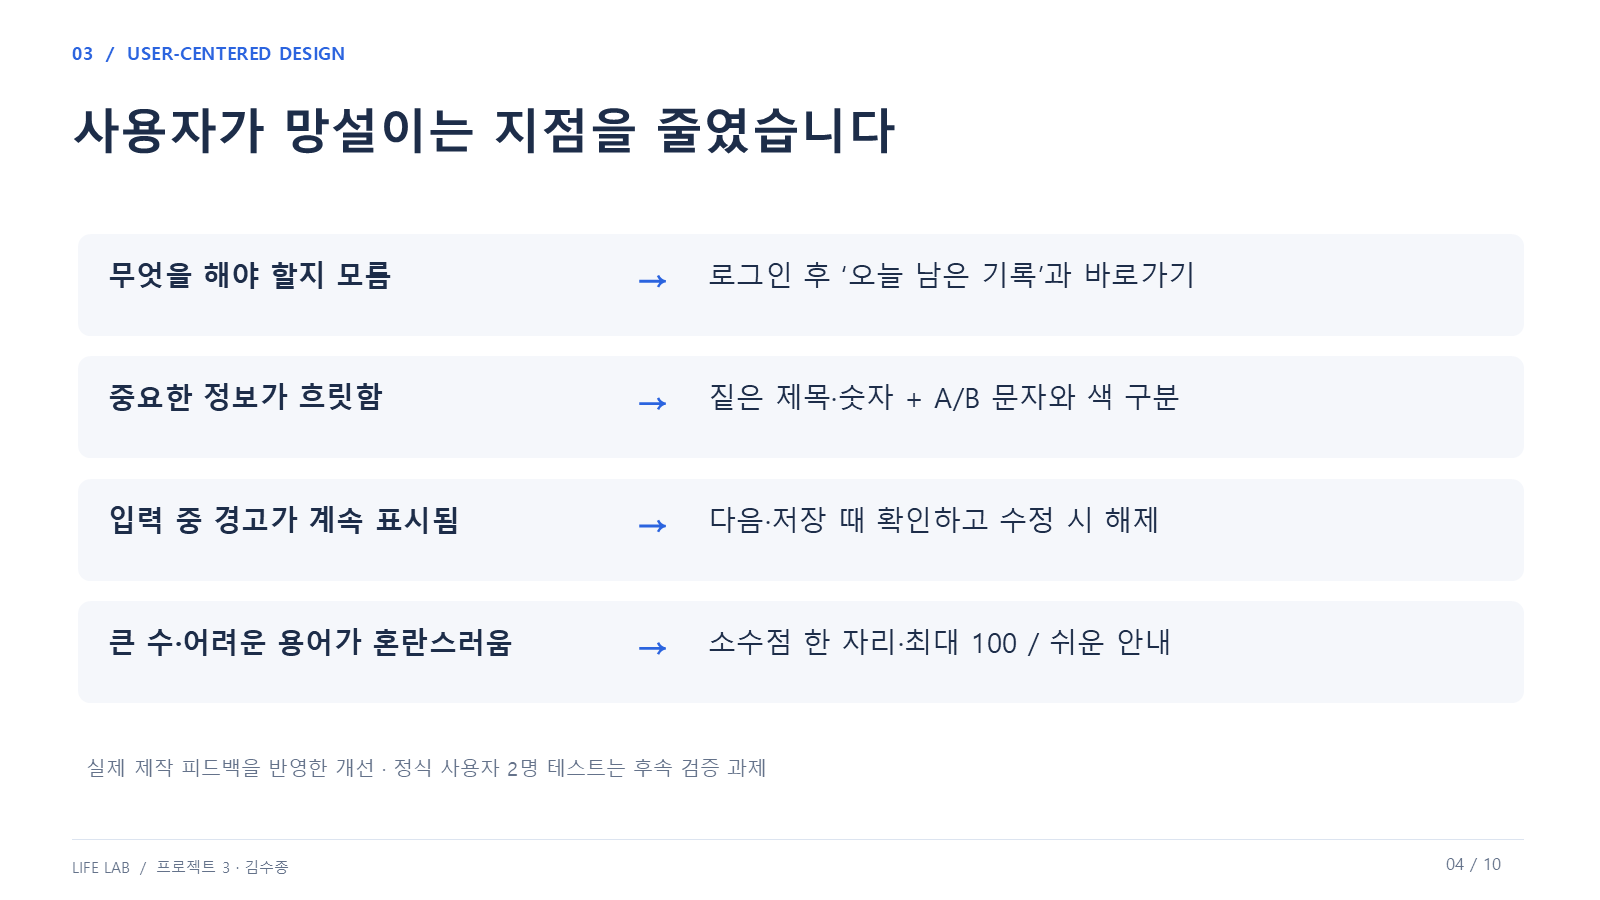 03 / USER-CENTERED DESIGN
사용자가 망설이는 지점을 줄였습니다
무엇을 해야 할지 모름 → 로그인 후 ‘오늘 남은 기록’과 바로가기
중요한 정보가 흐릿함 → 짙은 제목·숫자 + A/B 문자와 색 구분
입력 중 경고가 계속 표시됨 → 다음·저장 때 확인하고 수정 시 해제
큰 수·어려운 용어가 혼란스러움 → 소수점 한 자리·최대 100 / 쉬운 안내
실제 제작 피드백을 반영한 개선 · 정식 사용자 2명 테스트는 후속 검증 과제
LIFE LAB / 프로젝트 3 · 김수종
04 / 10